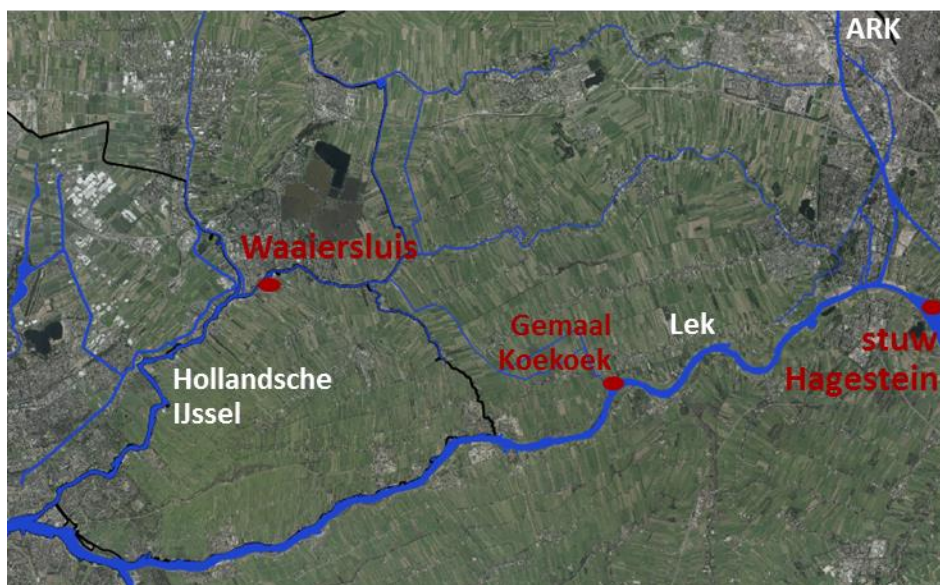 ARK
Waaiersluis
Gemaal
Koekoek
Lek
stuw
Hagestein
Hollandsche
IJssel